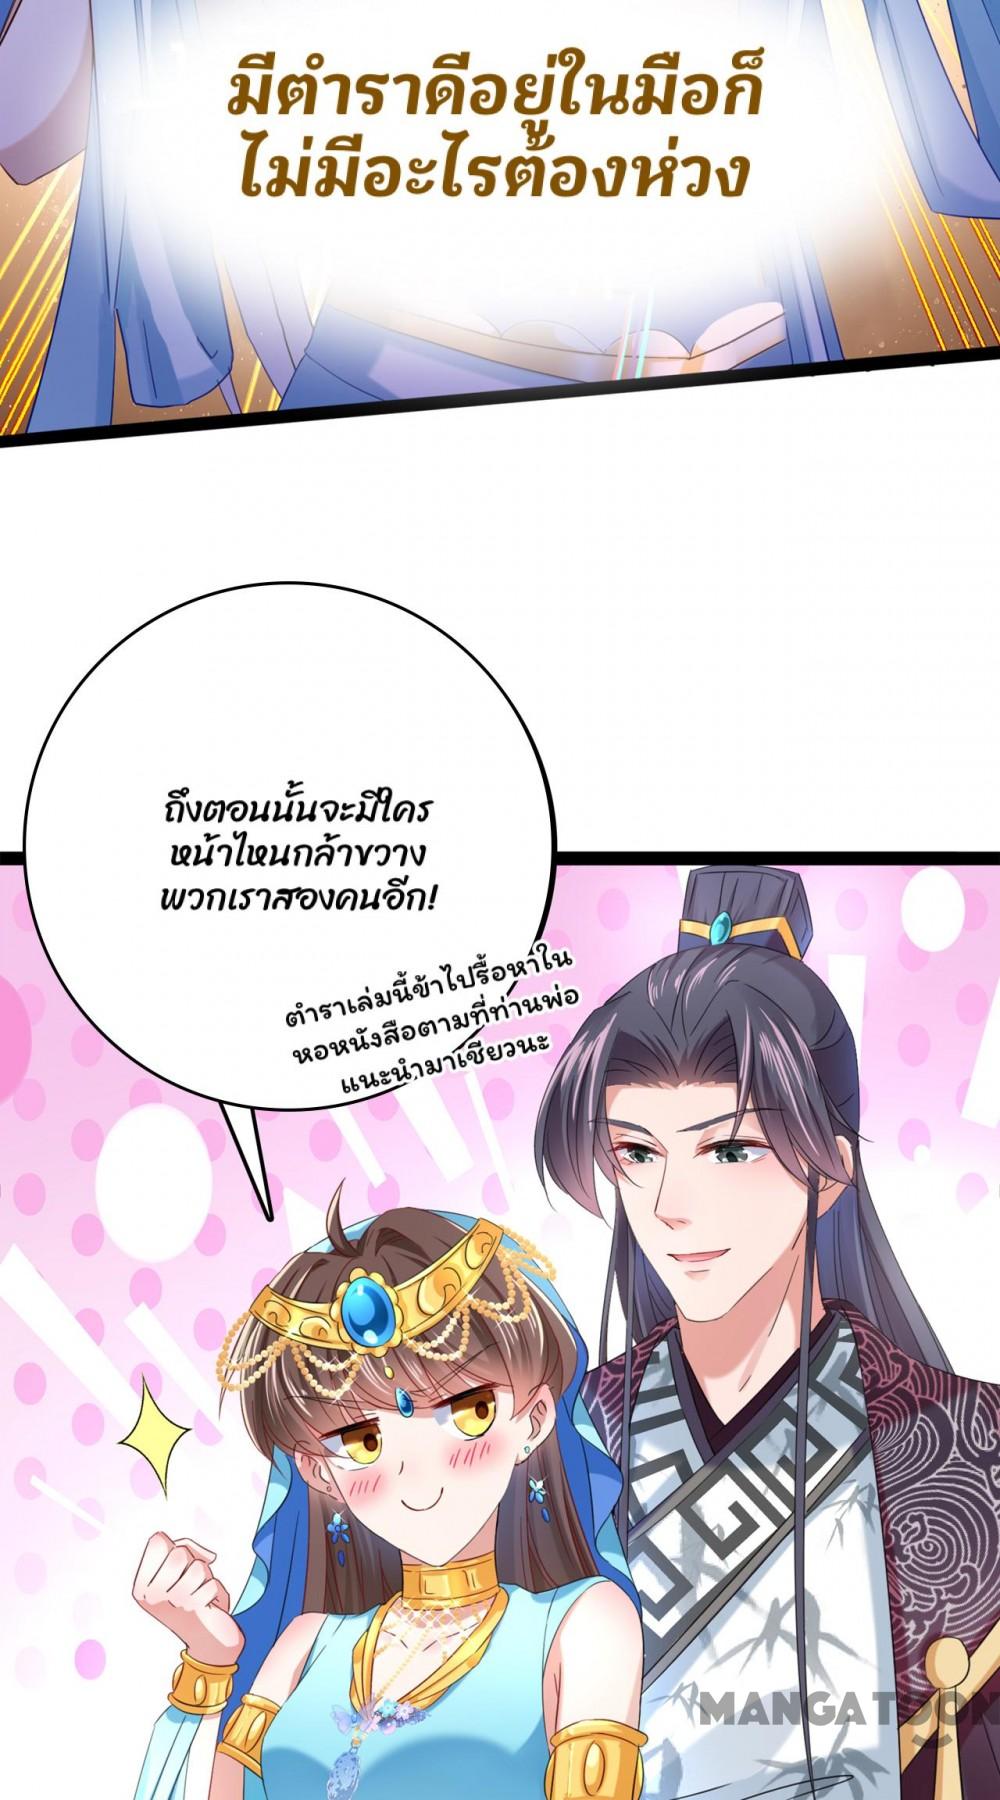 มีตำราดีอยู่ในมือก็
ไม่มีอะไรต้องห่วง
ถึงตอนนั้นจะมีใคร
หน้าไหนกล้าขวาง
พวกเราสองคนอีก!
ตำราเล่มนี้ข้าไปรื้อหาใน
หอหนังสือตามที่ท่านพ่อ
แนะนำมาเชียวนะ
MANGATOON